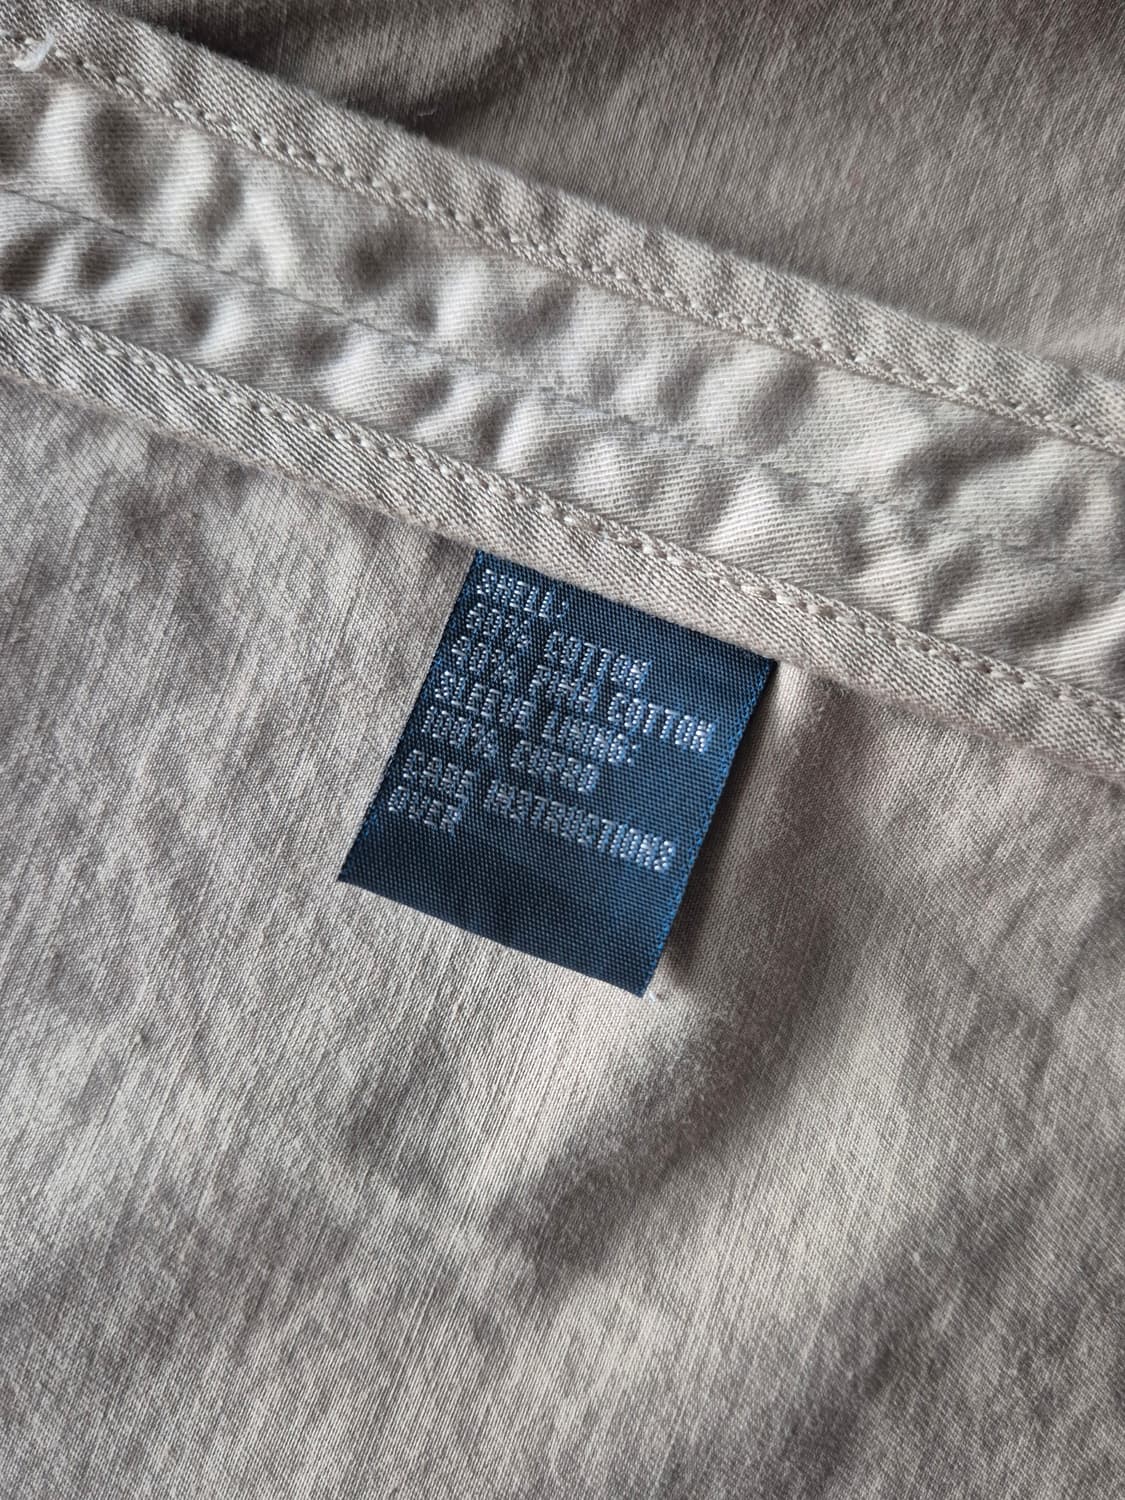 SHELL:
60% COTTON
40% PIMA COTTON
SLEEVE LINING:
100% CUPRO
CARE INSTRUCTIONS
OVER